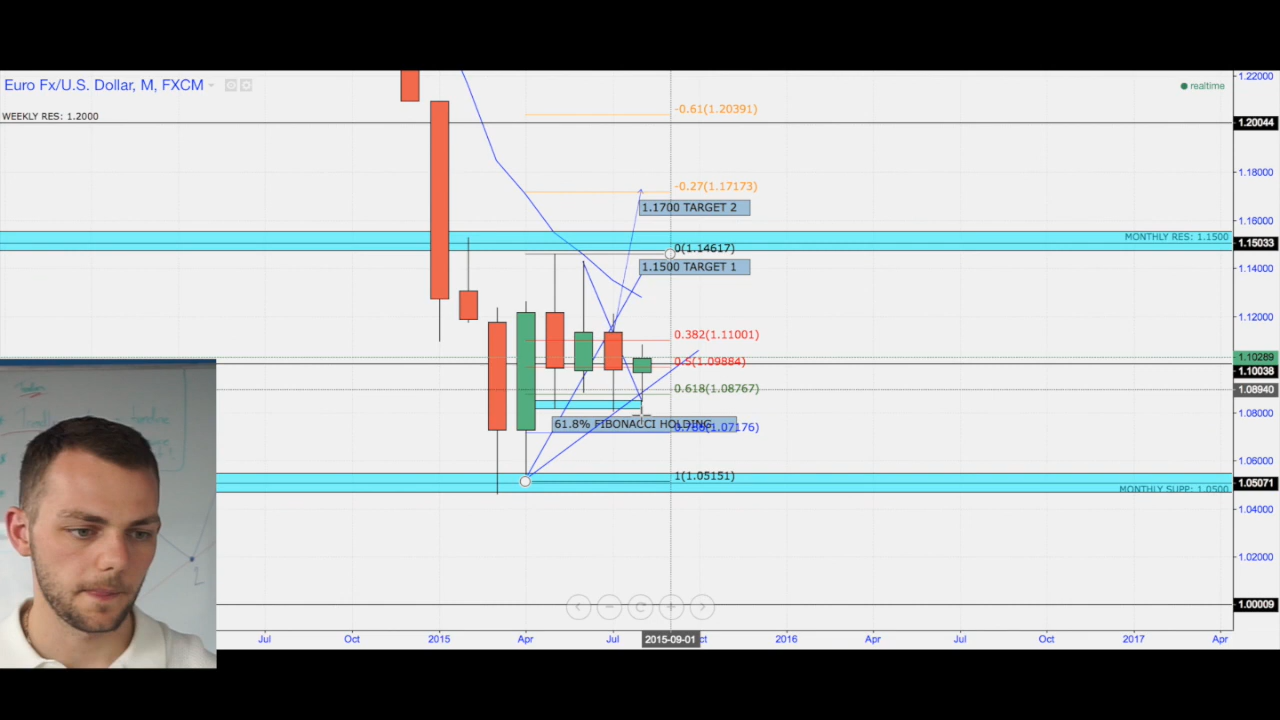 Euro Fx/U.S. Dollar, M, FXCM
realtime
1.22000
-0.61(1.20391)
WEEKLY RES: 1.2000
1.20044
1.18000
-0.27(1.17173)
1.1700 TARGET 2
1.16000
MONTHLY RES: 1.1500
1.15033
0(1.14617)
1.1500 TARGET 1
1.14000
1.12000
0.382(1.11001)
1.10289
0.5(1.09884)
1.10038
0.618(1.08767)
1.08940
1.08000
61.8% FIBONACCI HOLDING
0.786(1.07176)
1.06000
1(1.05151)
1.05071
MONTHLY SUPP: 1.0500
1.04000
1.02000
1.00009
Jul Oct 2015 Apr Jul 2015-09-01 2016 Apr Jul Oct 2017 Apr